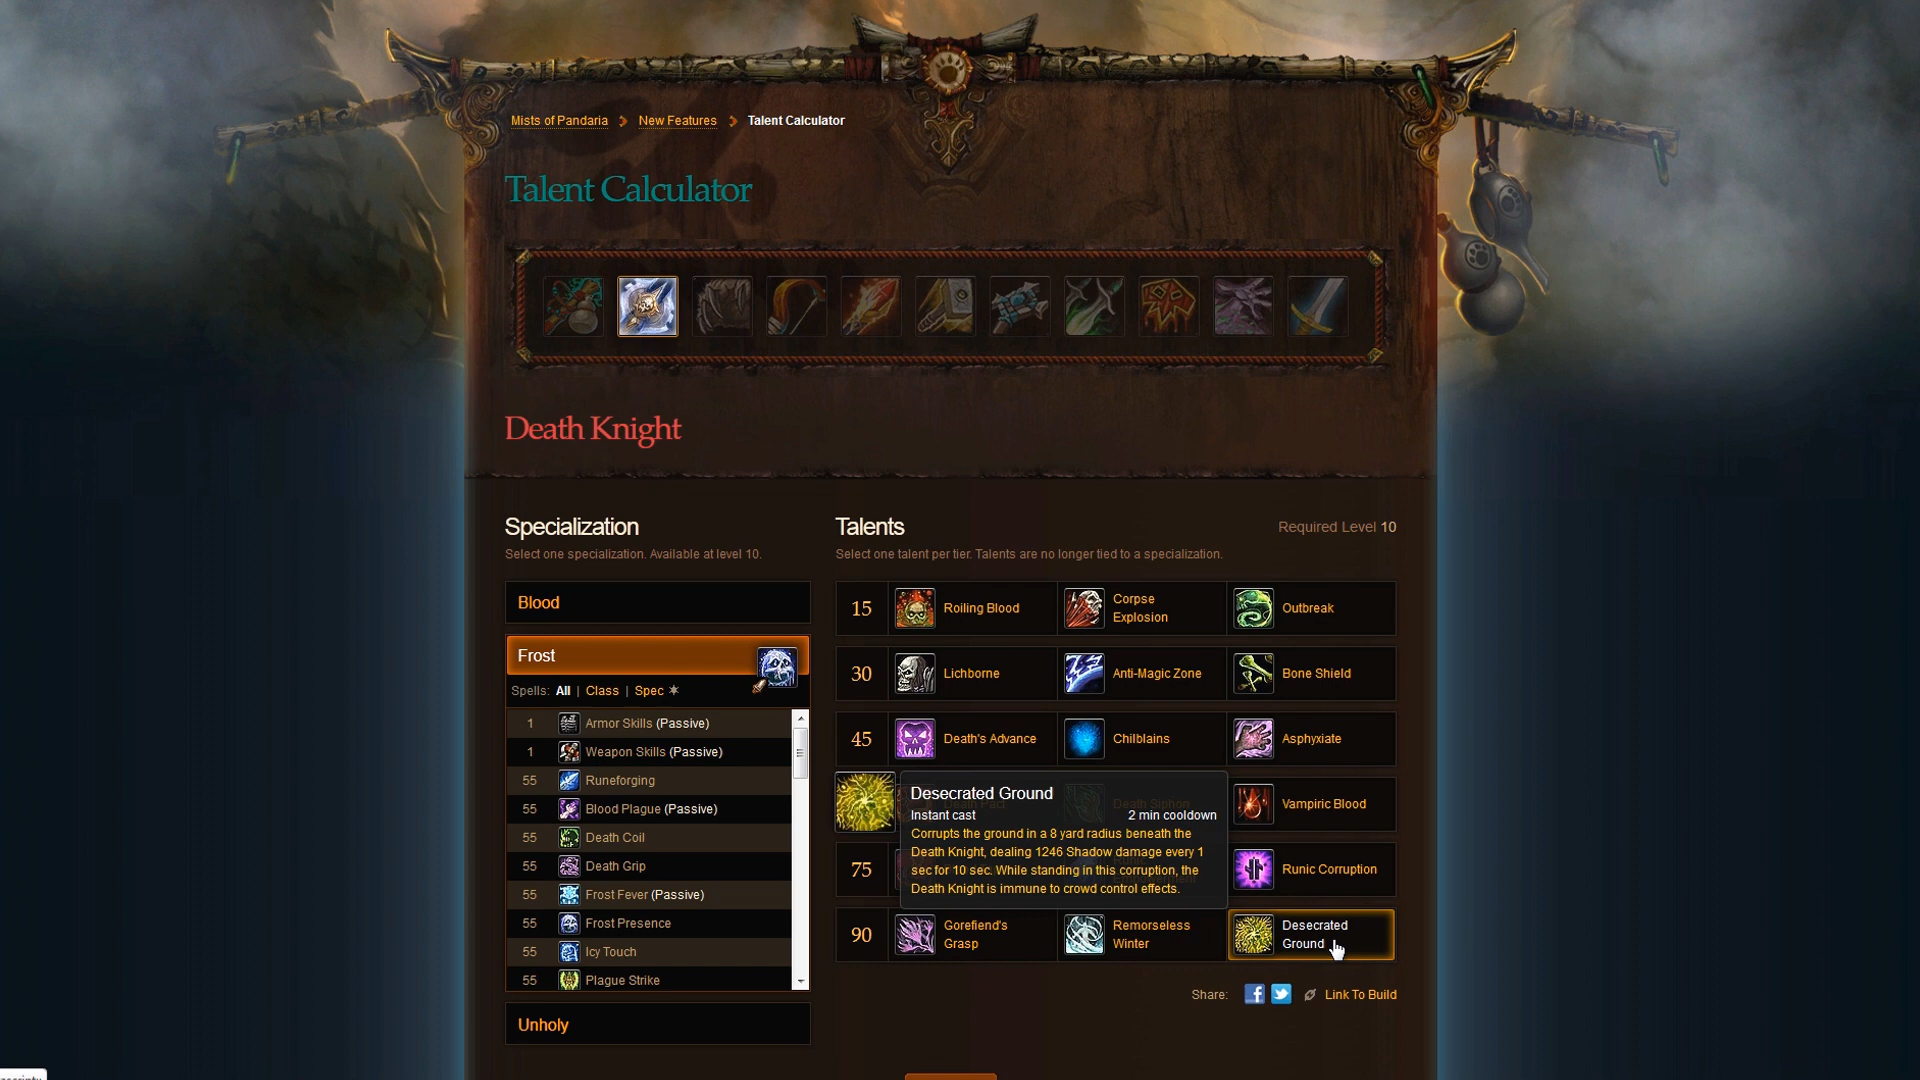 Mists of Pandaria
New Features
Talent Calculator
Talent Calculator
Death Knight
Specialization
Select one specialization. Available at level 10.
Blood
Frost
Spells: All | Class | Spec
1 Armor Skills (Passive)
1 Weapon Skills (Passive)
55 Runeforging
55 Blood Plague (Passive)
55 Death Coil
55 Death Grip
55 Frost Fever (Passive)
55 Frost Presence
55 Icy Touch
55 Plague Strike
Unholy
Talents
Required Level 10
Select one talent per tier. Talents are no longer tied to a specialization.
15 Roiling Blood
Corpse
Explosion
Outbreak
30 Lichborne
Anti-Magic Zone
Bone Shield
45 Death's Advance
Chilblains
Asphyxiate
Death Pact
Death Siphon
Vampiric Blood
Desecrated Ground
Instant cast
2 min cooldown
Corrupts the ground in a 8 yard radius beneath the
Death Knight, dealing 1246 Shadow damage every 1
sec for 10 sec. While standing in this corruption, the
Death Knight is immune to crowd control effects.
75
Runic Corruption
90 Gorefiend's
Grasp
Remorseless
Winter
Desecrated
Ground
Share:
Link To Build